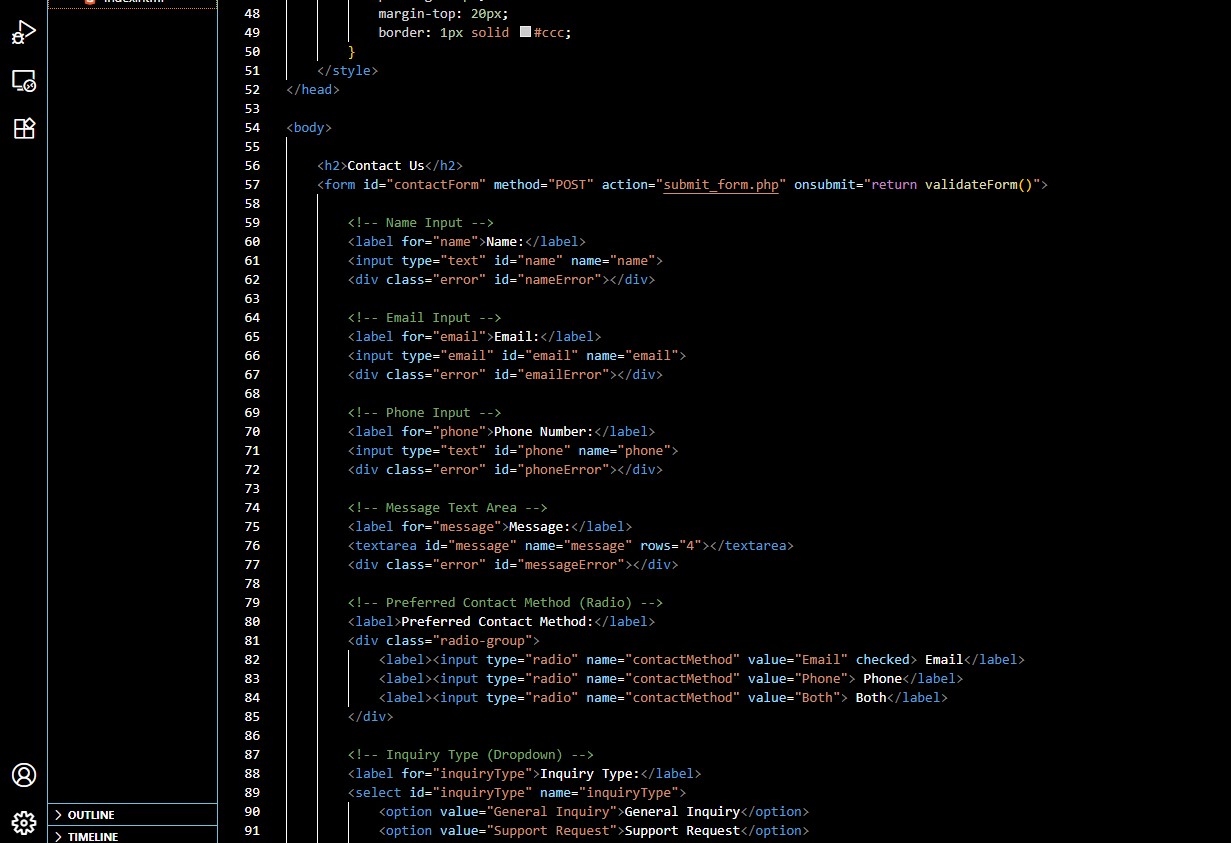 48 margin-top: 20px;
49 border: 1px solid #ccc;
50 }
51 </style>
52 </head>
53
54 <body>
55
56 <h2>Contact Us</h2>
57 <form id="contactForm" method="POST" action="submit_form.php" onsubmit="return validateForm()">
58
59 <!-- Name Input -->
60 <label for="name">Name:</label>
61 <input type="text" id="name" name="name">
62 <div class="error" id="nameError"></div>
63
64 <!-- Email Input -->
65 <label for="email">Email:</label>
66 <input type="email" id="email" name="email">
67 <div class="error" id="emailError"></div>
68
69 <!-- Phone Input -->
70 <label for="phone">Phone Number:</label>
71 <input type="text" id="phone" name="phone">
72 <div class="error" id="phoneError"></div>
73
74 <!-- Message Text Area -->
75 <label for="message">Message:</label>
76 <textarea id="message" name="message" rows="4"></textarea>
77 <div class="error" id="messageError"></div>
78
79 <!-- Preferred Contact Method (Radio) -->
80 <label>Preferred Contact Method:</label>
81 <div class="radio-group">
82 <label><input type="radio" name="contactMethod" value="Email" checked> Email</label>
83 <label><input type="radio" name="contactMethod" value="Phone"> Phone</label>
84 <label><input type="radio" name="contactMethod" value="Both"> Both</label>
85 </div>
86
87 <!-- Inquiry Type (Dropdown) -->
88 <label for="inquiryType">Inquiry Type:</label>
89 <select id="inquiryType" name="inquiryType">
90 <option value="General Inquiry">General Inquiry</option>
91 <option value="Support Request">Support Request</option>
OUTLINE
TIMELINE